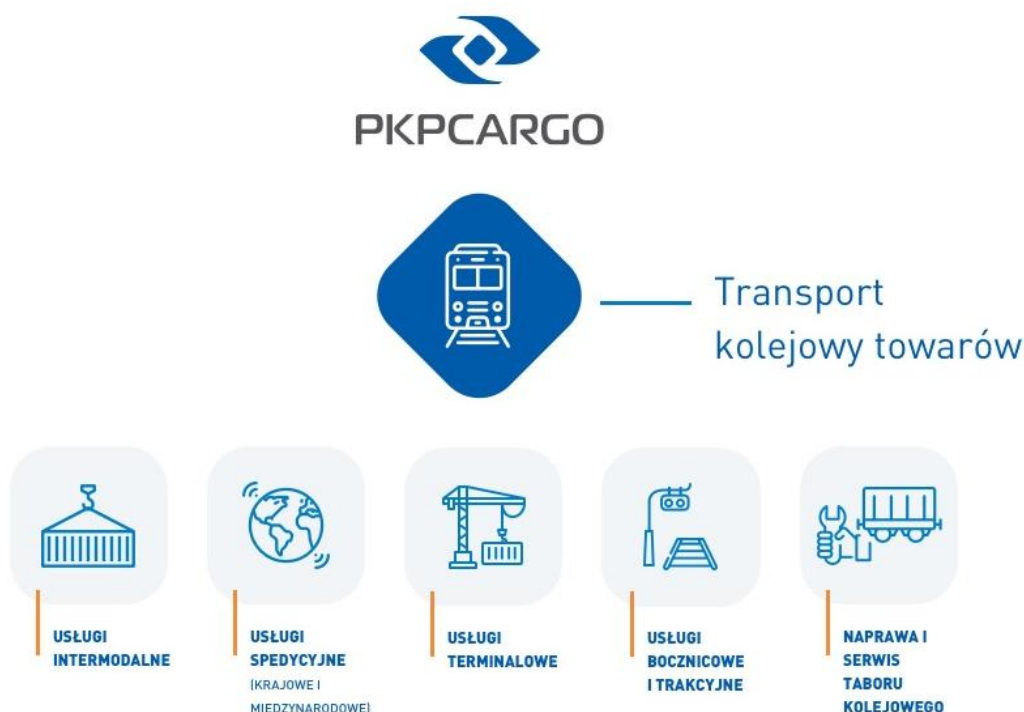 PKPCARGO
Transport
kolejowy towarów
USŁUGI
INTERMODALNE
USŁUGI
SPEDYCYJNE
(KRAJOWE I
MIĘDZYNARODOWE)
USŁUGI
TERMINALOWE
USŁUGI
BOCZNICOWE
I TRAKCYJNE
NAPRAWA I
SERWIS
TABORU
KOLEJOWEGO